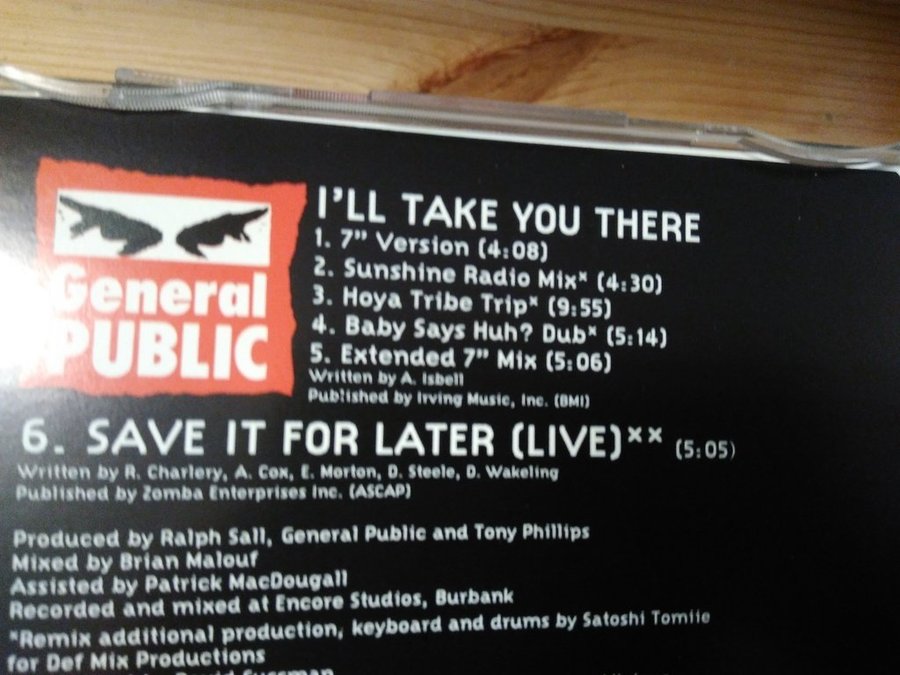 General
PUBLIC
I'LL TAKE YOU THERE
1. 7" Version (4:08)
2. Sunshine Radio Mix* (4:30)
3. Hoya Tribe Trip* (9:55)
4. Baby Says Huh? Dub* (5:14)
5. Extended 7" Mix (5:06)
Written by A. Isbell
Published by Irving Music, Inc. (BMI)
6. SAVE IT FOR LATER (LIVE)** (5:05)
Written by R. Charlery, A. Cox, E. Morton, D. Steele, D. Wakeling
Published by Zomba Enterprises Inc. (ASCAP)
Produced by Ralph Sall, General Public and Tony Phillips
Mixed by Brian Malouf
Assisted by Patrick MacDougall
Recorded and mixed at Encore Studios, Burbank
*Remix additional production, keyboard and drums by Satoshi Tomiie
for Def Mix Productions